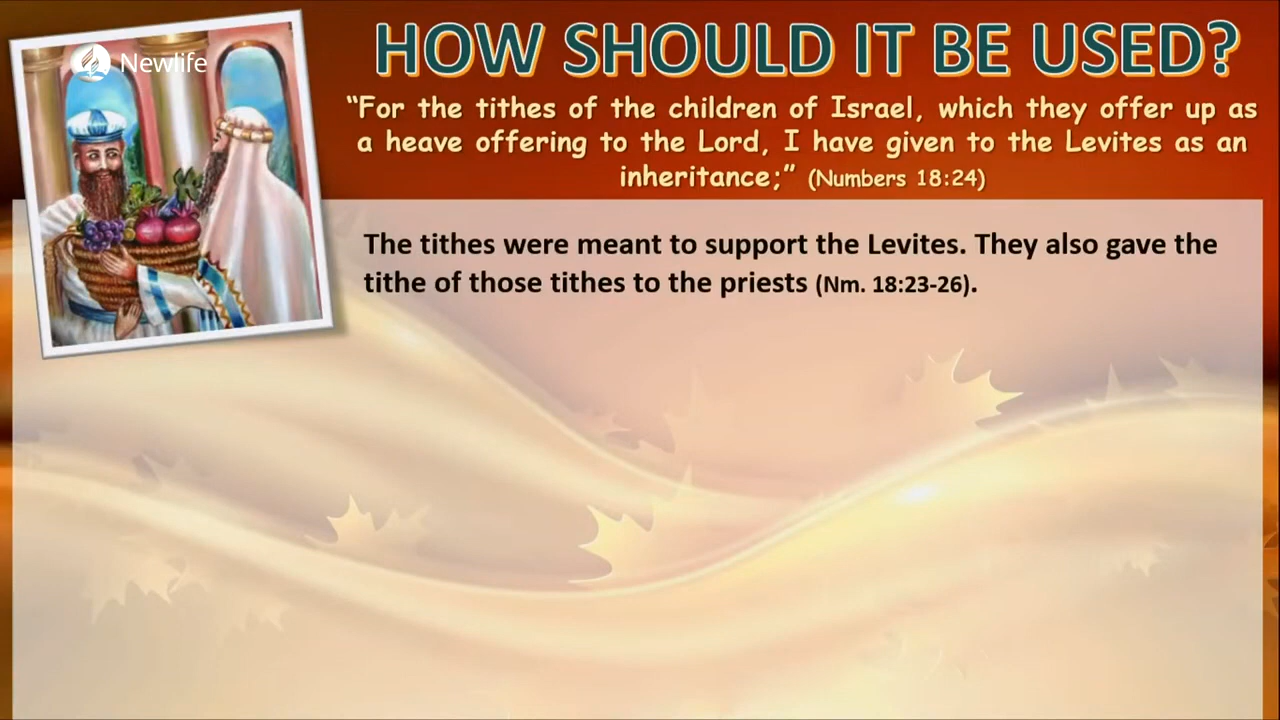 Newlife
HOW SHOULD IT BE USED?
“For the tithes of the children of Israel, which they offer up as
a heave offering to the Lord, I have given to the Levites as an
inheritance;” (Numbers 18:24)
The tithes were meant to support the Levites. They also gave the
tithe of those tithes to the priests (Nm. 18:23-26).